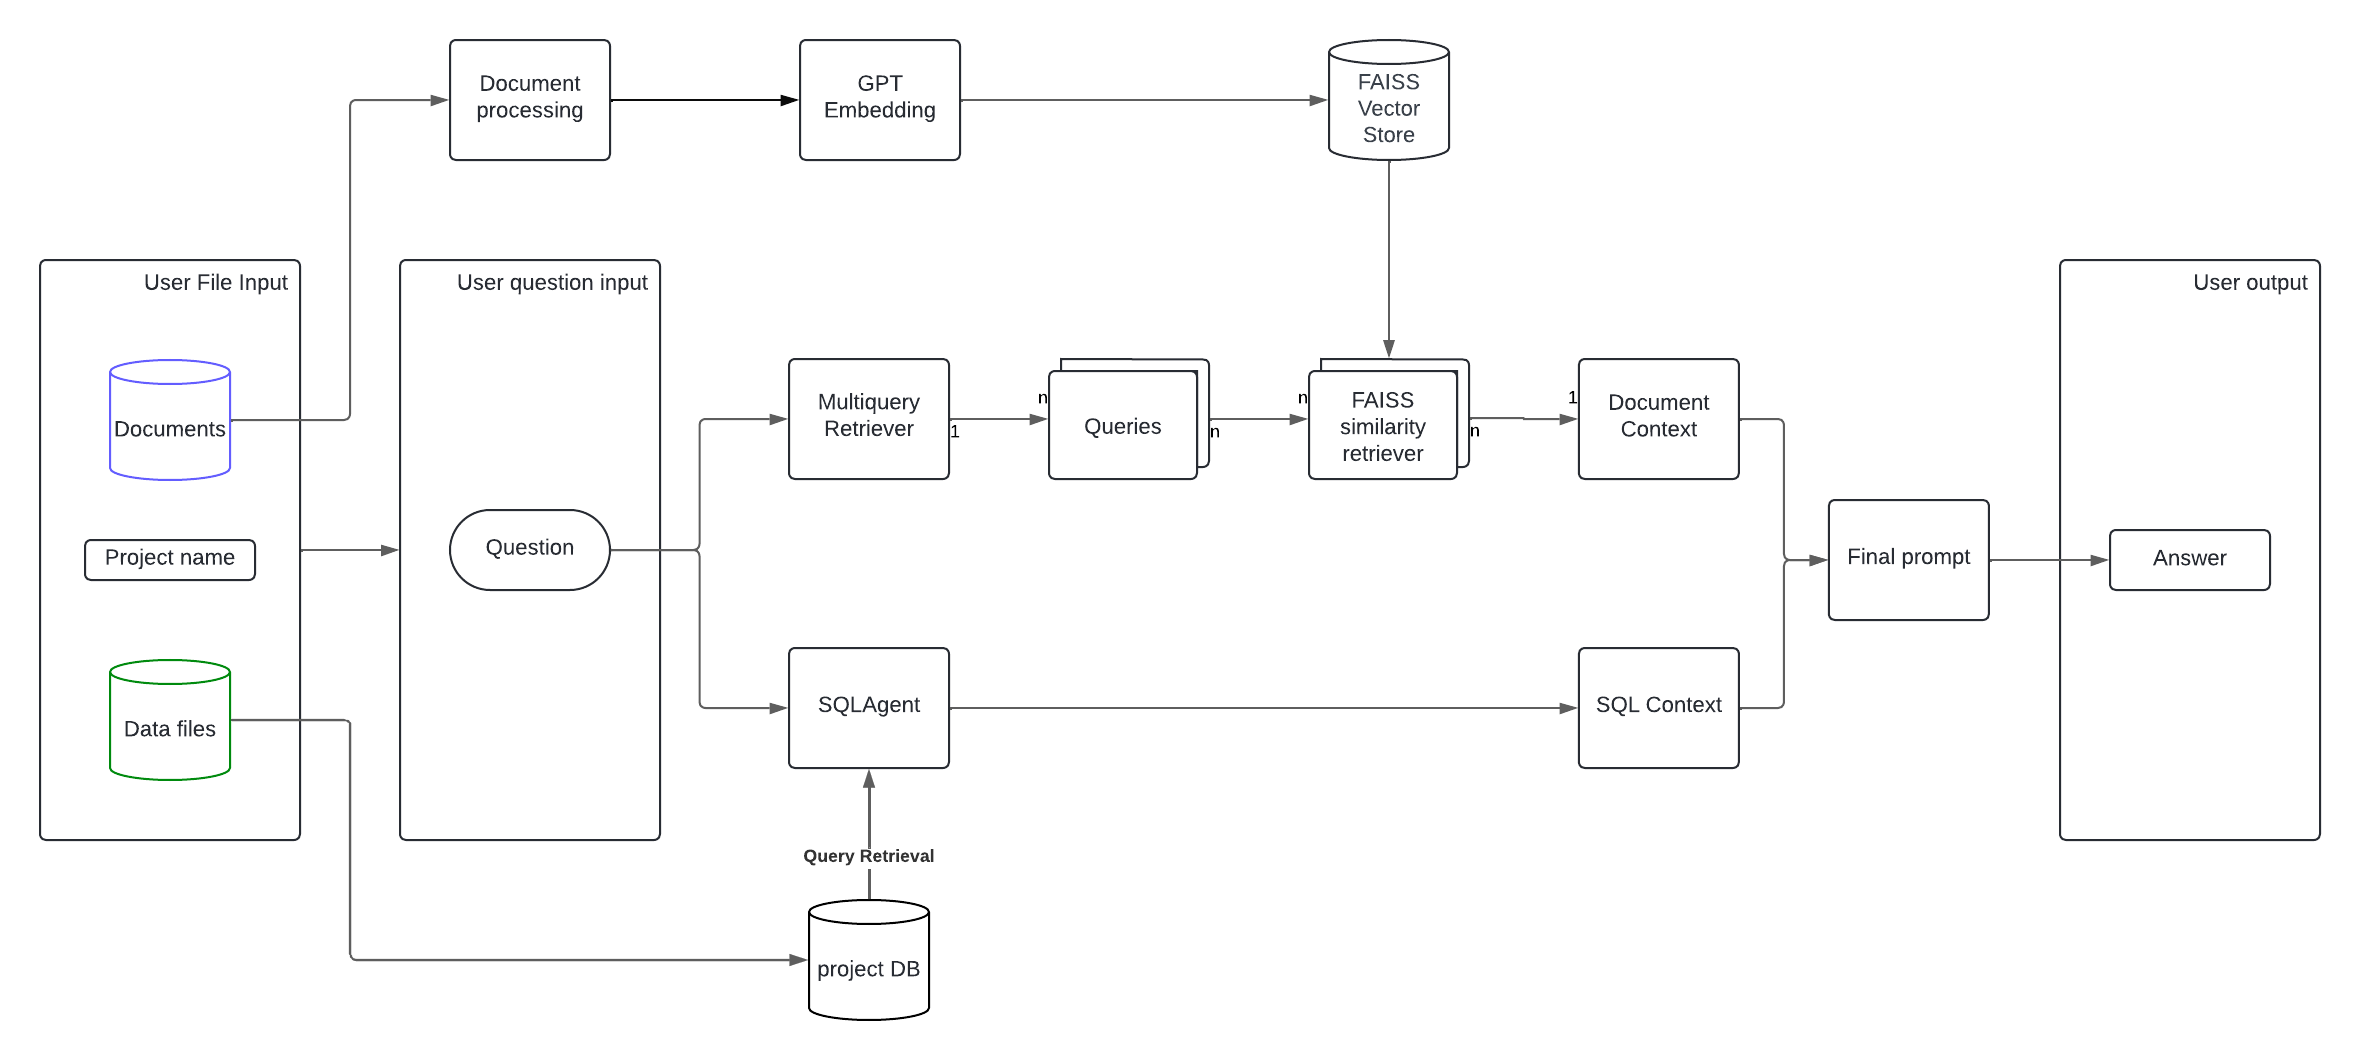 Document
processing
GPT
Embedding
FAISS
Vector
Store
User File Input
User question input
User output
Documents
Project name
Data files
Question
Multiquery
Retriever
1
n
Queries
n
n
FAISS
similarity
retriever
n
1
Document
Context
Final prompt
Answer
SQLAgent
SQL Context
Query Retrieval
project DB